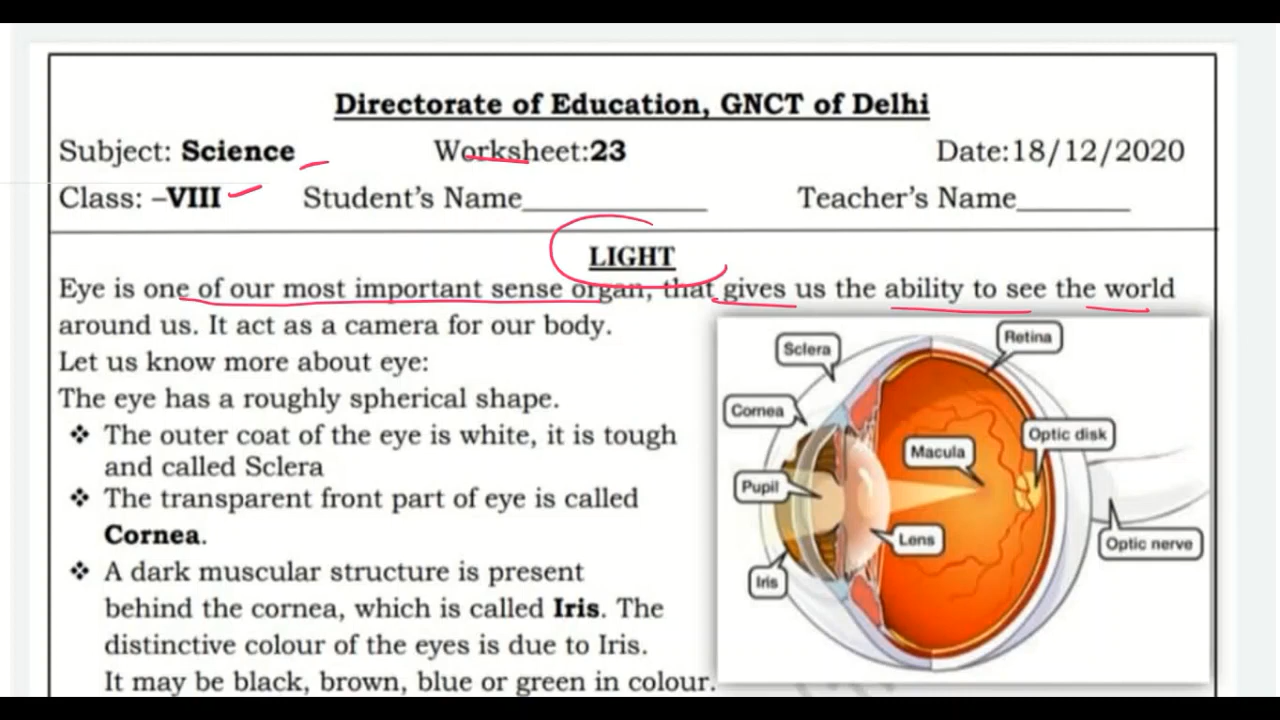 Directorate of Education, GNCT of Delhi
Subject: Science Worksheet:23 Date:18/12/2020
Class: –VIII Student's Name____________ Teacher's Name________
LIGHT
Eye is one of our most important sense organ, that gives us the ability to see the world
around us. It act as a camera for our body.
Let us know more about eye:
The eye has a roughly spherical shape.
❖ The outer coat of the eye is white, it is tough
and called Sclera
❖ The transparent front part of eye is called
Cornea.
❖ A dark muscular structure is present
behind the cornea, which is called Iris. The
distinctive colour of the eyes is due to Iris.
It may be black, brown, blue or green in colour.
Retina
Sclera
Cornea
Optic disk
Macula
Pupil
Lens
Optic nerve
Iris